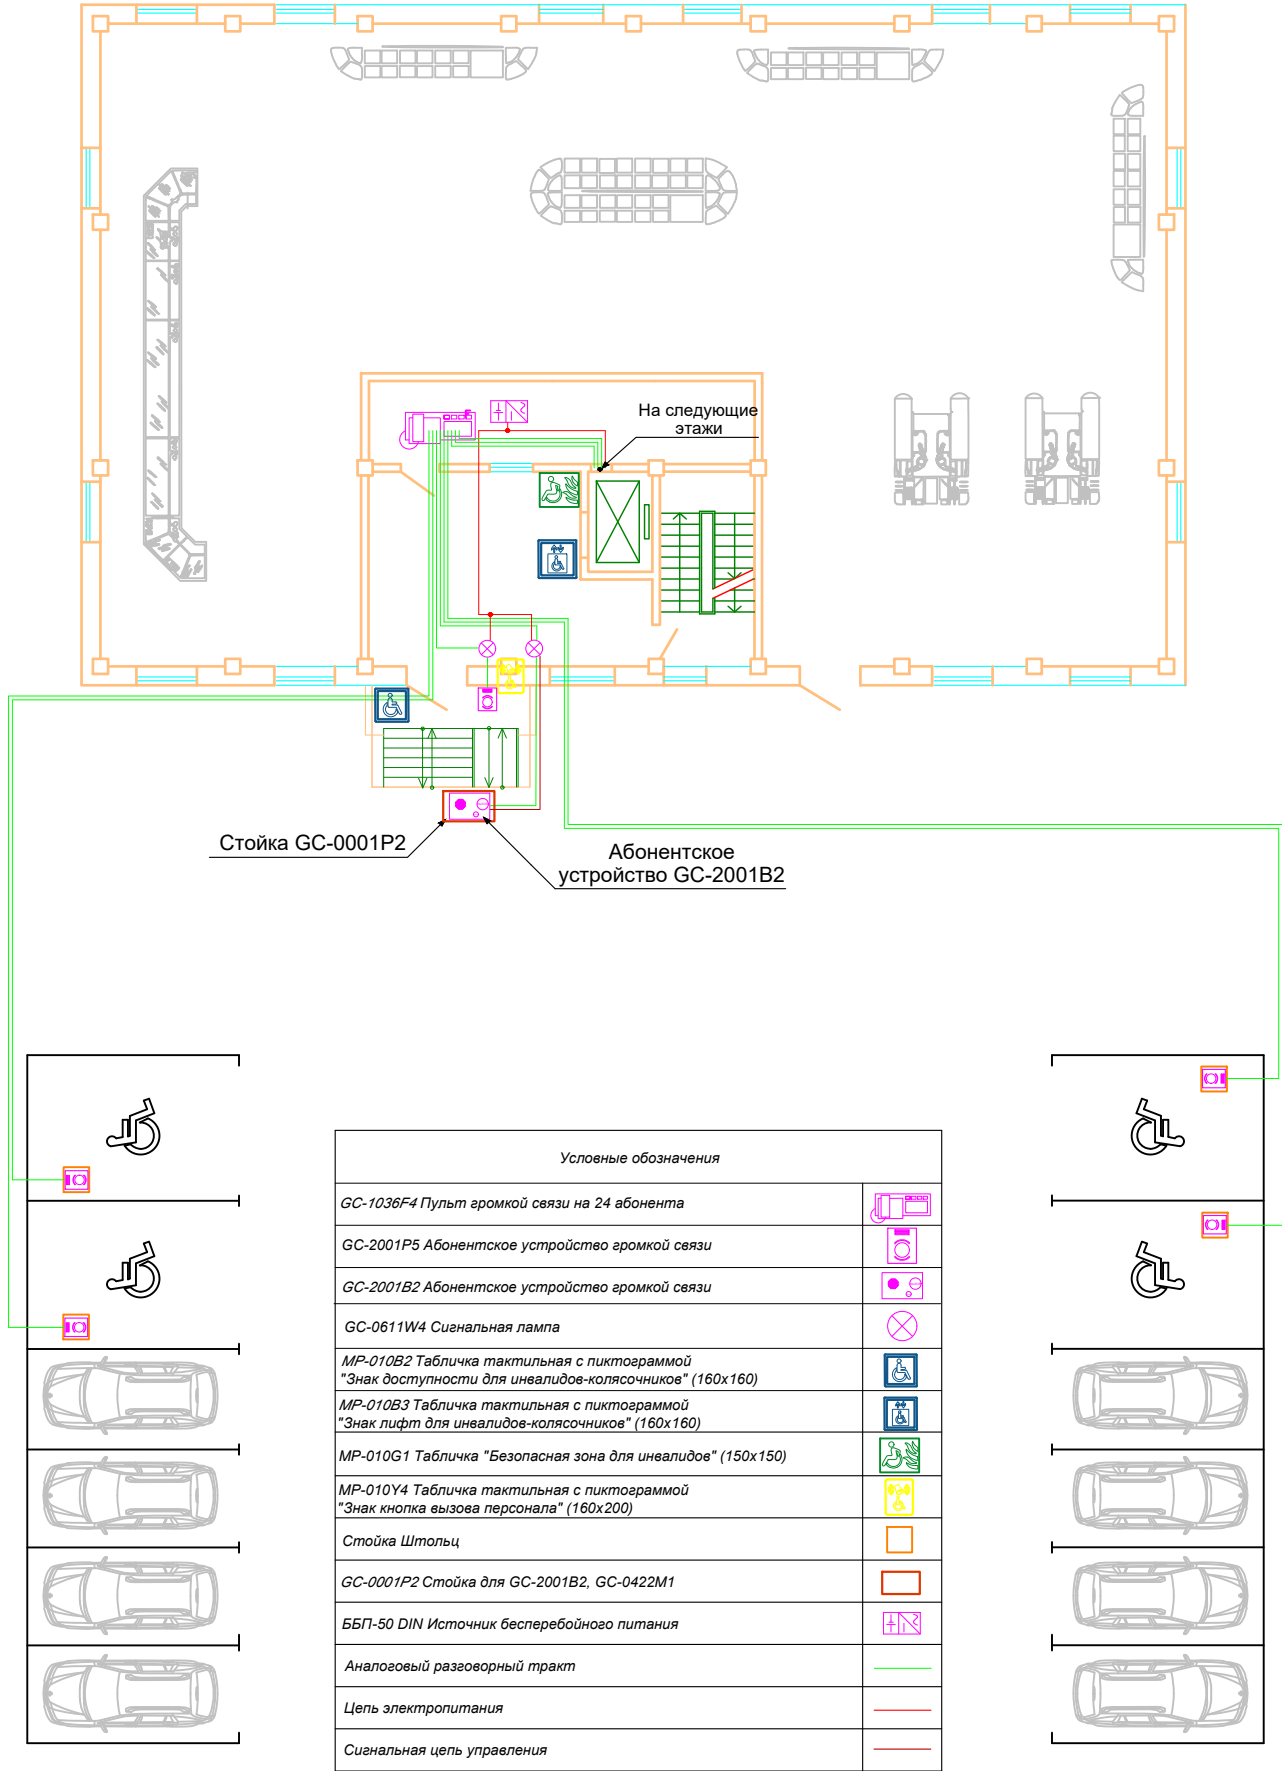 На следующие
этажи
Стойка GC-0001P2
Абонентское
устройство GC-2001B2
Условные обозначения
GC-1036F4 Пульт громкой связи на 24 абонента
GC-2001P5 Абонентское устройство громкой связи
GC-2001B2 Абонентское устройство громкой связи
GC-0611W4 Сигнальная лампа
MP-010B2 Табличка тактильная с пиктограммой
"Знак доступности для инвалидов-колясочников" (160x160)
MP-010B3 Табличка тактильная с пиктограммой
"Знак лифт для инвалидов-колясочников" (160x160)
MP-010G1 Табличка "Безопасная зона для инвалидов" (150x150)
MP-010Y4 Табличка тактильная с пиктограммой
"Знак кнопка вызова персонала" (160x200)
Стойка Штольц
GC-0001P2 Стойка для GC-2001B2, GC-0422M1
ББП-50 DIN Источник бесперебойного питания
Аналоговый разговорный тракт
Цепь электропитания
Сигнальная цепь управления